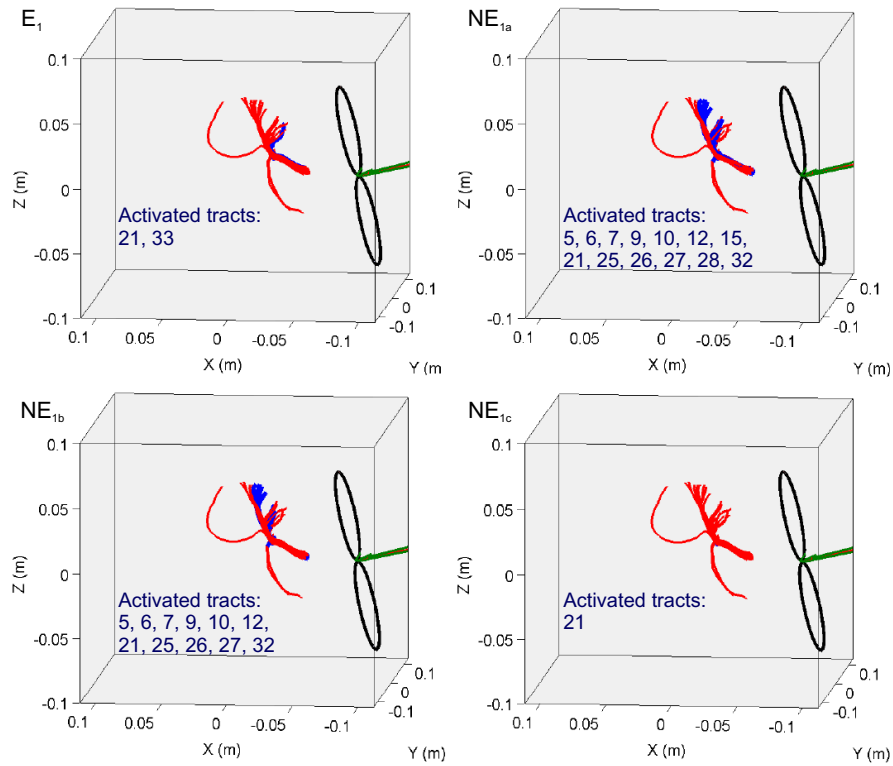 E1
0.1
0.05
0
-0.05
-0.1
Z (m)
Activated tracts:
21, 33
0.1
0.05
0
-0.05
-0.1
X (m)
0.1
0
-0.1
Y (m
NE1a
0.1
0.05
0
-0.05
-0.1
Z (m)
Activated tracts:
5, 6, 7, 9, 10, 12, 15,
21, 25, 26, 27, 28, 32
0.1
0.05
0
-0.05
-0.1
X (m)
0.1
0
-0.1
Y (m
NE1b
0.1
0.05
0
-0.05
-0.1
Z (m)
Activated tracts:
5, 6, 7, 9, 10, 12,
21, 25, 26, 27, 32
0.1
0.05
0
-0.05
-0.1
X (m)
0.1
0
-0.1
Y (m)
NE1c
0.1
0.05
0
-0.05
-0.1
Z (m)
Activated tracts:
21
0.1
0.05
0
-0.05
-0.1
X (m)
0.1
0
-0.1
Y (m)